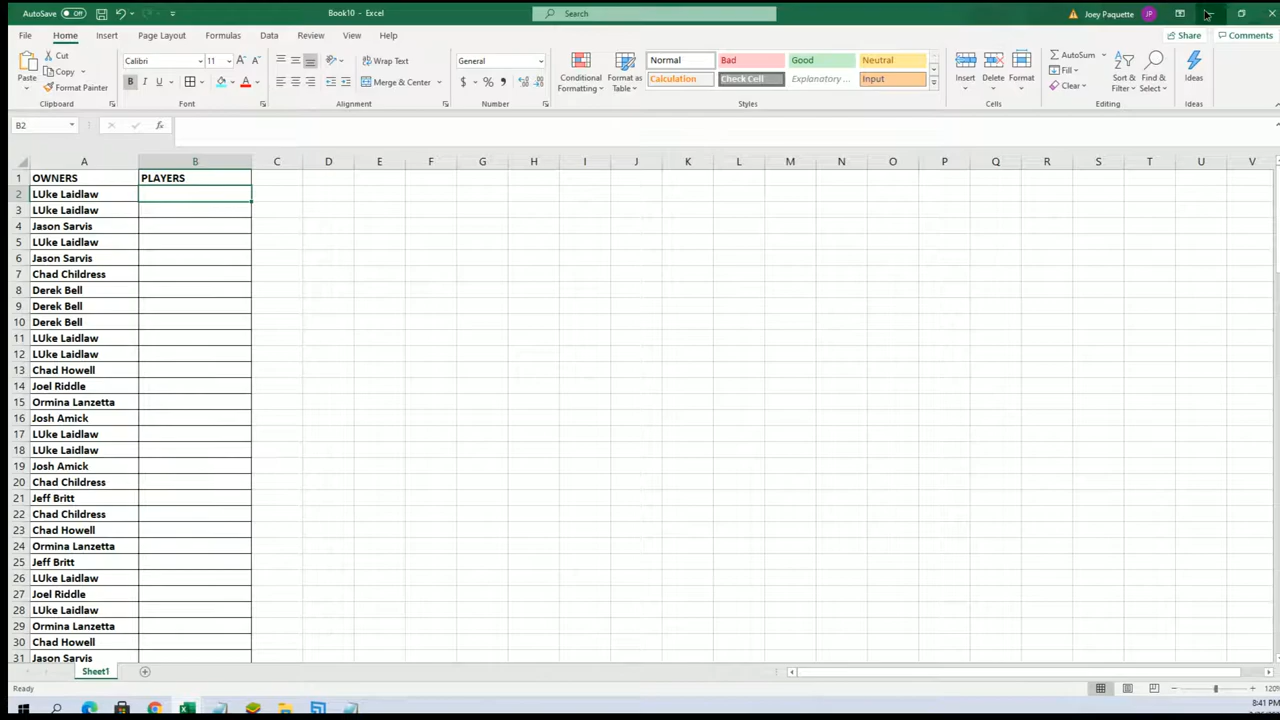 AutoSave Off Book10 - Excel Search Joey Paquette JP
File Home Insert Page Layout Formulas Data Review View Help Share Comments
Paste Cut Copy Format Painter Clipboard
Calibri 11 A A B I U A Font
Wrap Text Merge & Center Alignment
General $ % Number
Conditional Formatting Format as Table
Normal Bad Good Neutral
Calculation Check Cell Explanatory ... Input
Styles
Insert Delete Format Cells
AutoSum Fill Clear Sort & Filter Find & Select Editing
Ideas Ideas
B2 fx
A B C D E F G H I J K L M N O P Q R S T U V
1 OWNERS PLAYERS
2 LUke Laidlaw
3 LUke Laidlaw
4 Jason Sarvis
5 LUke Laidlaw
6 Jason Sarvis
7 Chad Childress
8 Derek Bell
9 Derek Bell
10 Derek Bell
11 LUke Laidlaw
12 LUke Laidlaw
13 Chad Howell
14 Joel Riddle
15 Ormina Lanzetta
16 Josh Amick
17 LUke Laidlaw
18 LUke Laidlaw
19 Josh Amick
20 Chad Childress
21 Jeff Britt
22 Chad Childress
23 Chad Howell
24 Ormina Lanzetta
25 Jeff Britt
26 LUke Laidlaw
27 Joel Riddle
28 LUke Laidlaw
29 Ormina Lanzetta
30 Chad Howell
31 Jason Sarvis
Sheet1
Ready 120%
8:41 PM